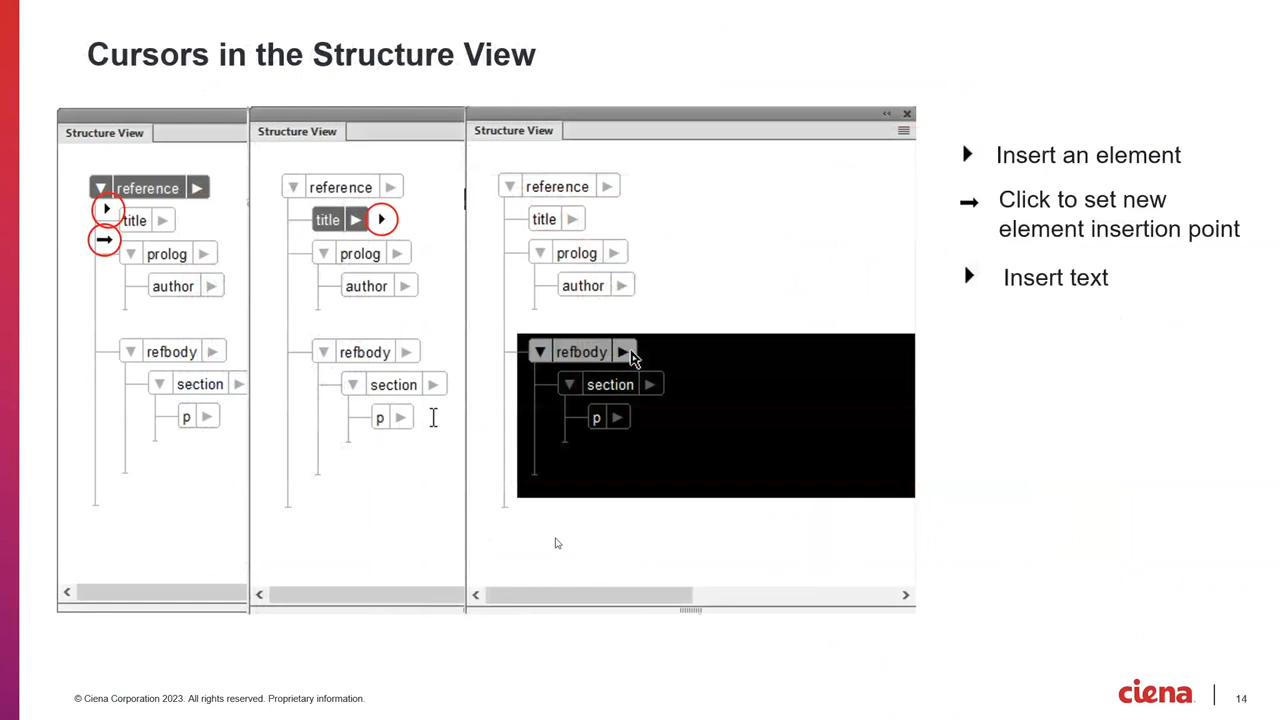 Cursors in the Structure View
Structure View
reference
title
prolog
author
refbody
section
p
Structure View
reference
title
prolog
author
refbody
section
p
Structure View
reference
title
prolog
author
refbody
section
p
Insert an element
Click to set new
element insertion point
Insert text
© Ciena Corporation 2023. All rights reserved. Proprietary information.
ciena
14